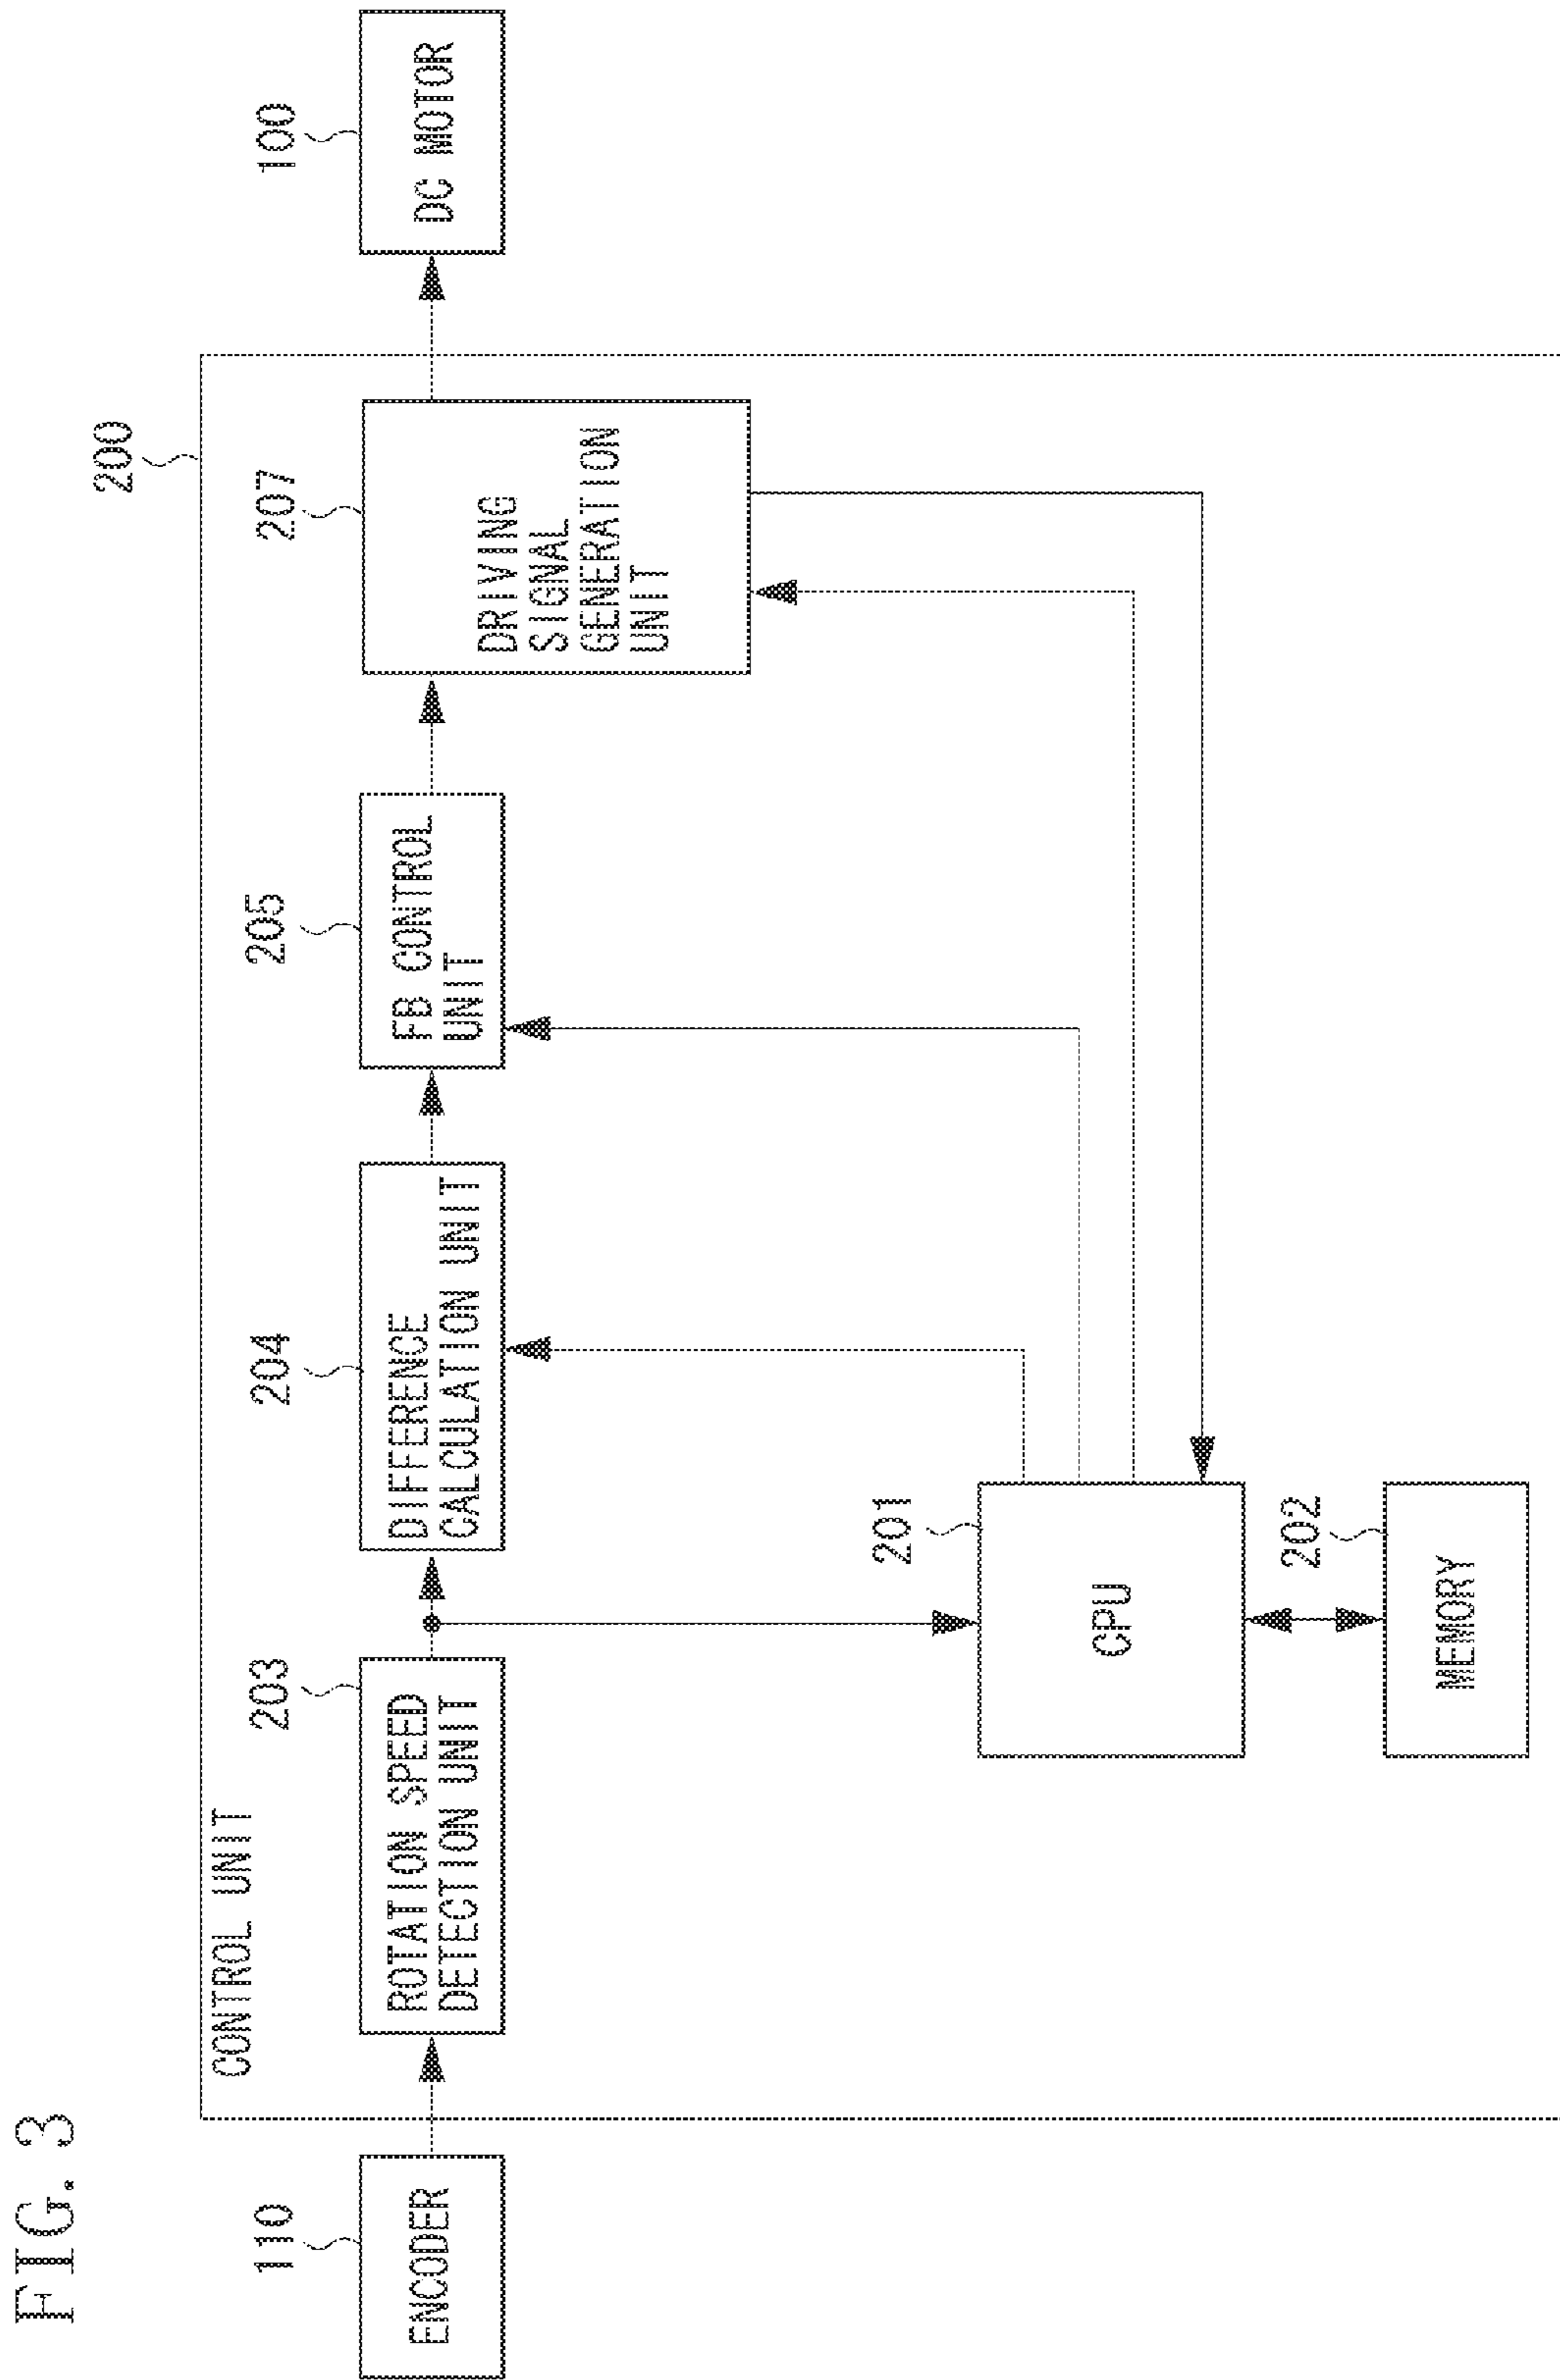 FIG. 3
200
CONTROL UNIT
110
ENCODER
203
ROTATION SPEED
DETECTION UNIT
204
DIFFERENCE
CALCULATION UNIT
205
FB CONTROL
UNIT
207
DRIVING
SIGNAL
GENERATION
UNIT
100
DC MOTOR
201
CPU
202
MEMORY